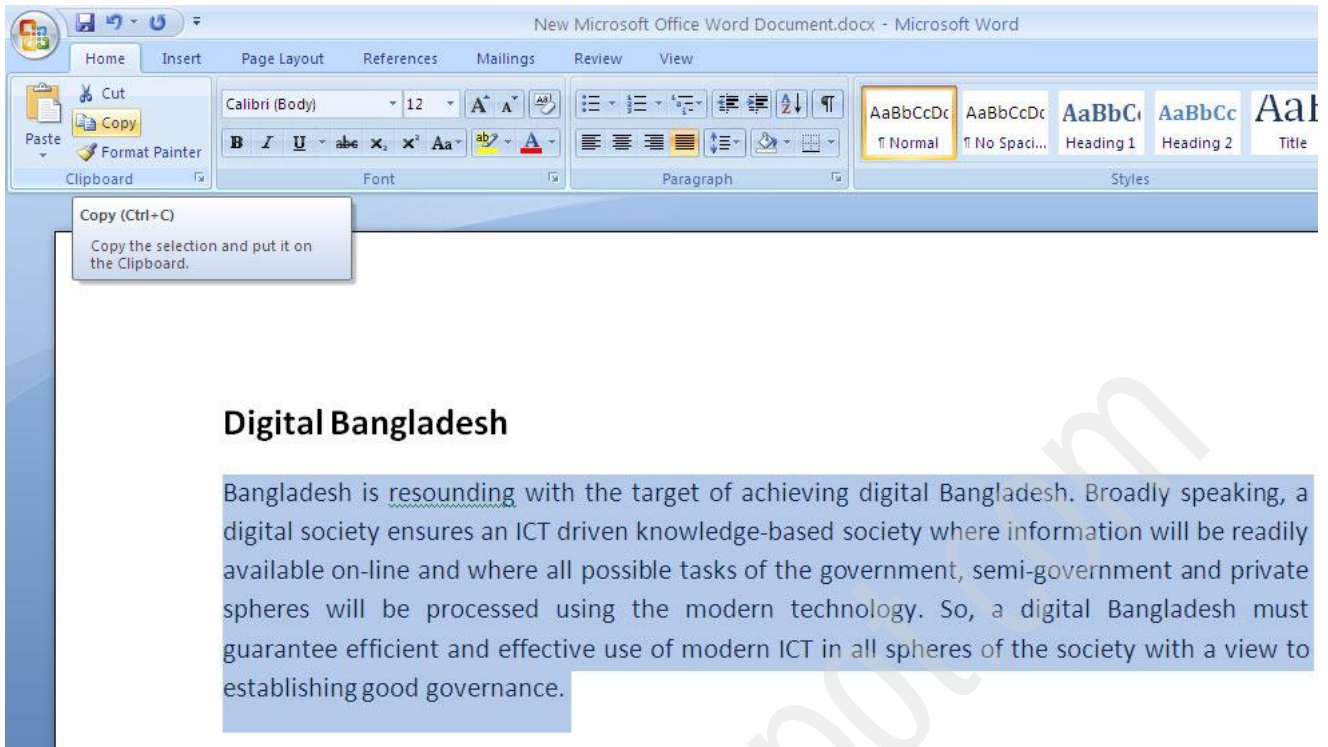 New Microsoft Office Word Document.docx - Microsoft Word
Home Insert Page Layout References Mailings Review View
Cut
Copy
Paste
Format Painter
Clipboard
Calibri (Body) 12
Font
Paragraph
AaBbCcDc AaBbCcDc AaBbC AaBbCc
¶ Normal ¶ No Spaci... Heading 1 Heading 2 Title
Styles
Copy (Ctrl+C)
Copy the selection and put it on
the Clipboard.
Digital Bangladesh
Bangladesh is resounding with the target of achieving digital Bangladesh. Broadly speaking, a
digital society ensures an ICT driven knowledge-based society where information will be readily
available on-line and where all possible tasks of the government, semi-government and private
spheres will be processed using the modern technology. So, a digital Bangladesh must
guarantee efficient and effective use of modern ICT in all spheres of the society with a view to
establishing good governance.